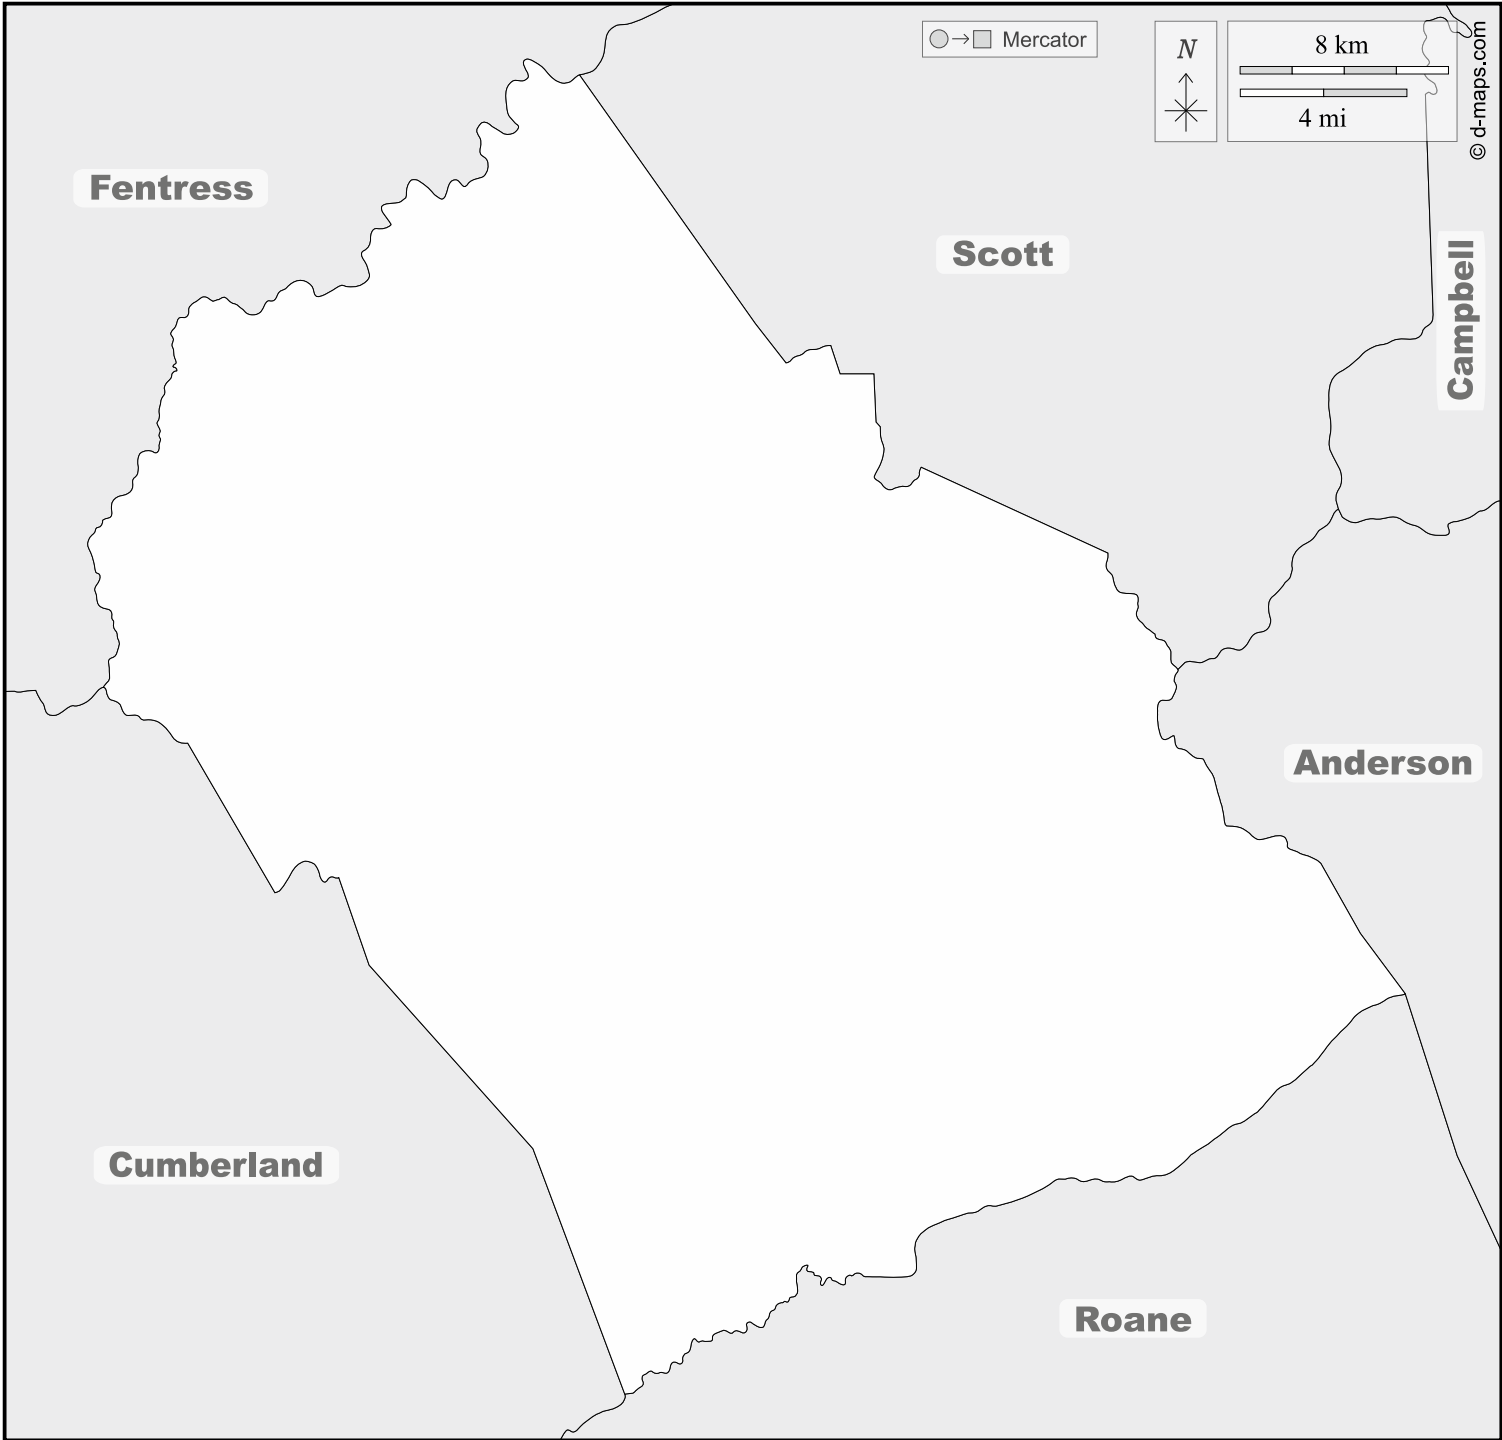 Mercator
N
8 km
4 mi
© d-maps.com
Fentress
Scott
Campbell
Anderson
Cumberland
Roane